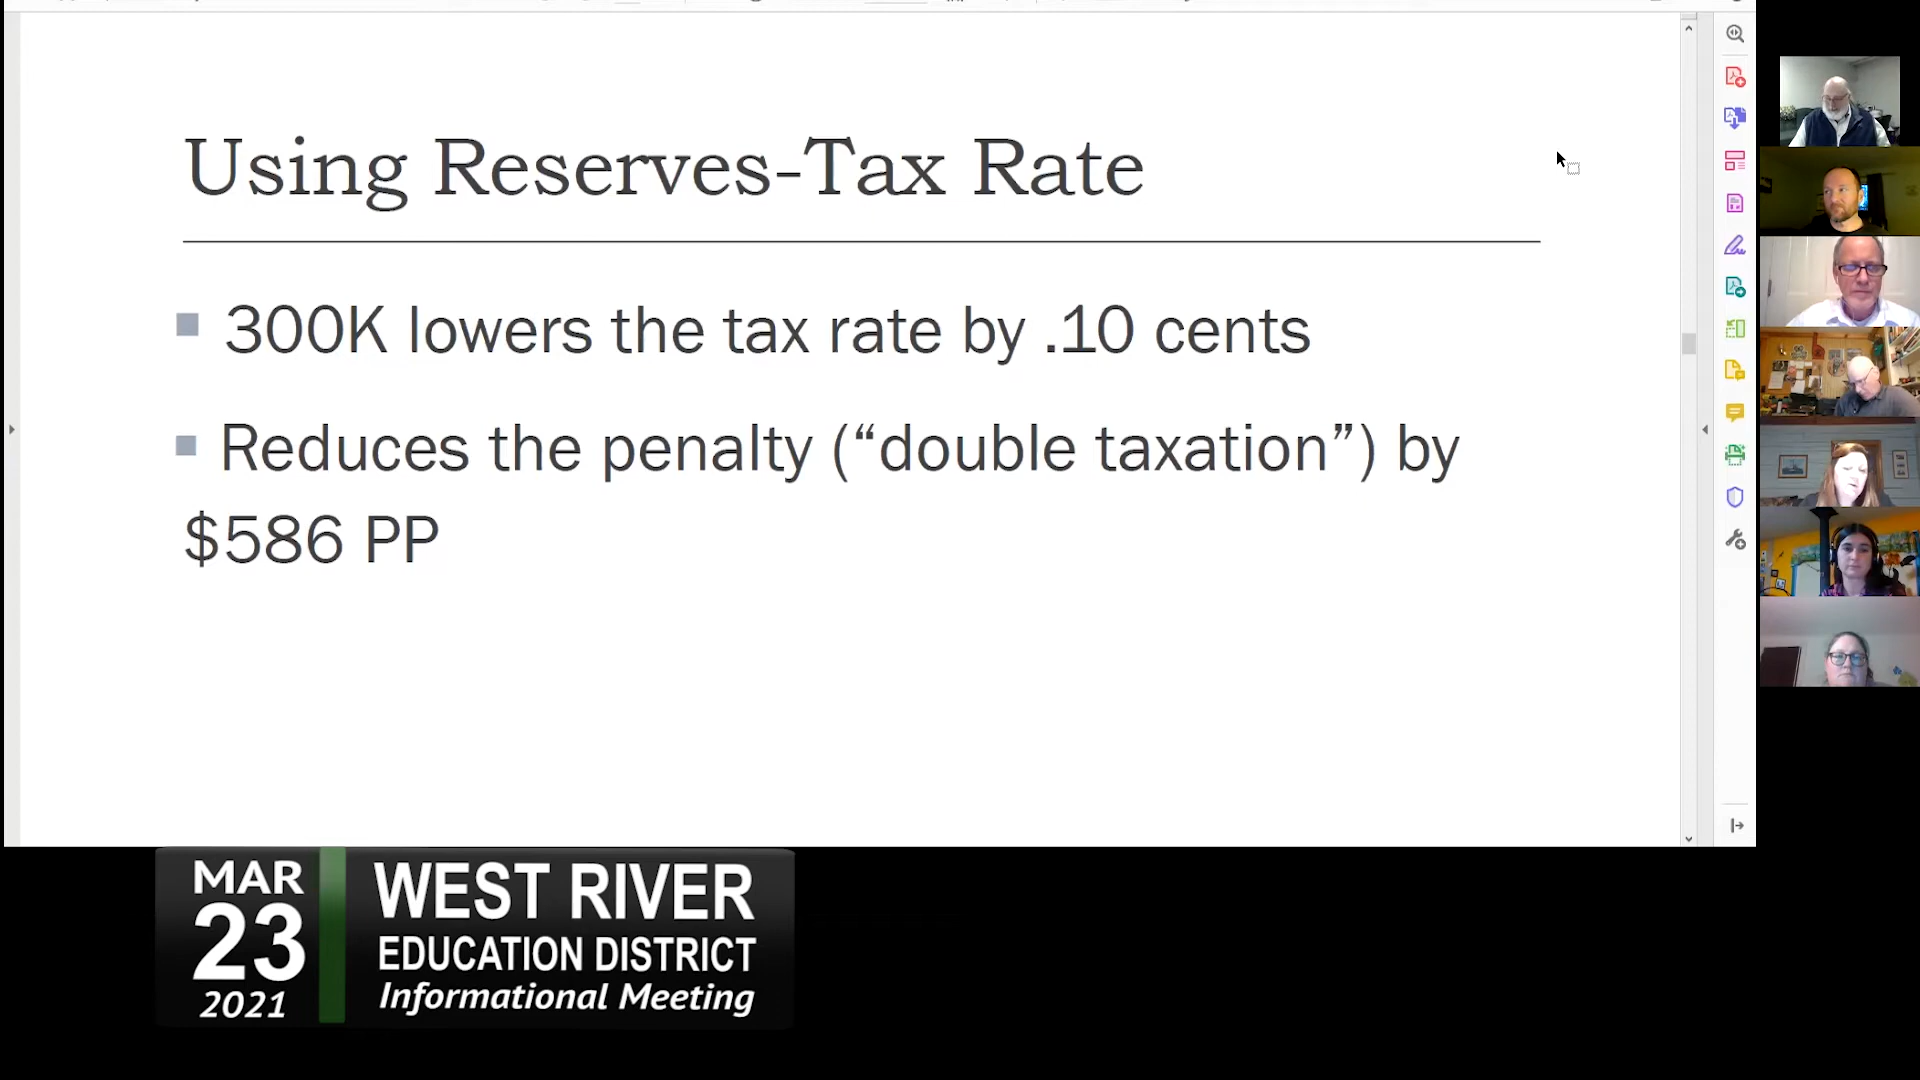 Using Reserves-Tax Rate
300K lowers the tax rate by .10 cents
Reduces the penalty (“double taxation”) by
$586 PP
MAR
23
2021
WEST RIVER
EDUCATION DISTRICT
Informational Meeting